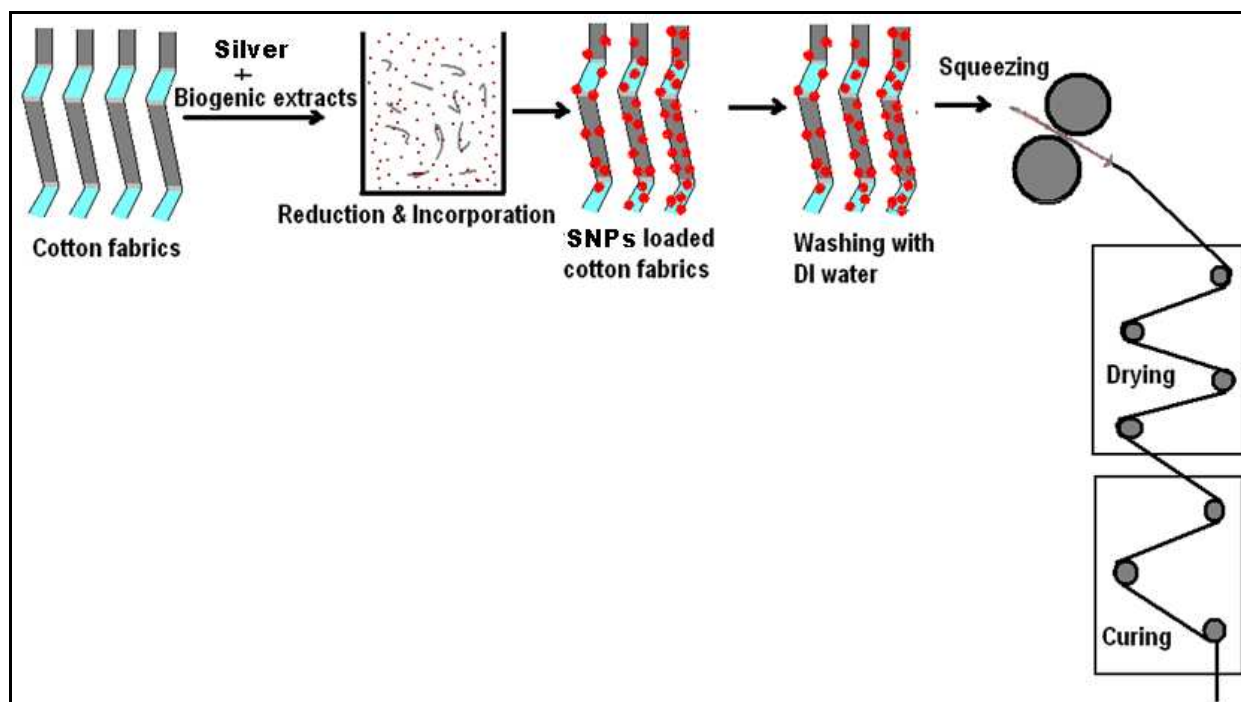 Silver
+
Biogenic extracts
Cotton fabrics
Reduction & Incorporation
SNPs loaded
cotton fabrics
Washing with
DI water
Squeezing
Drying
Curing